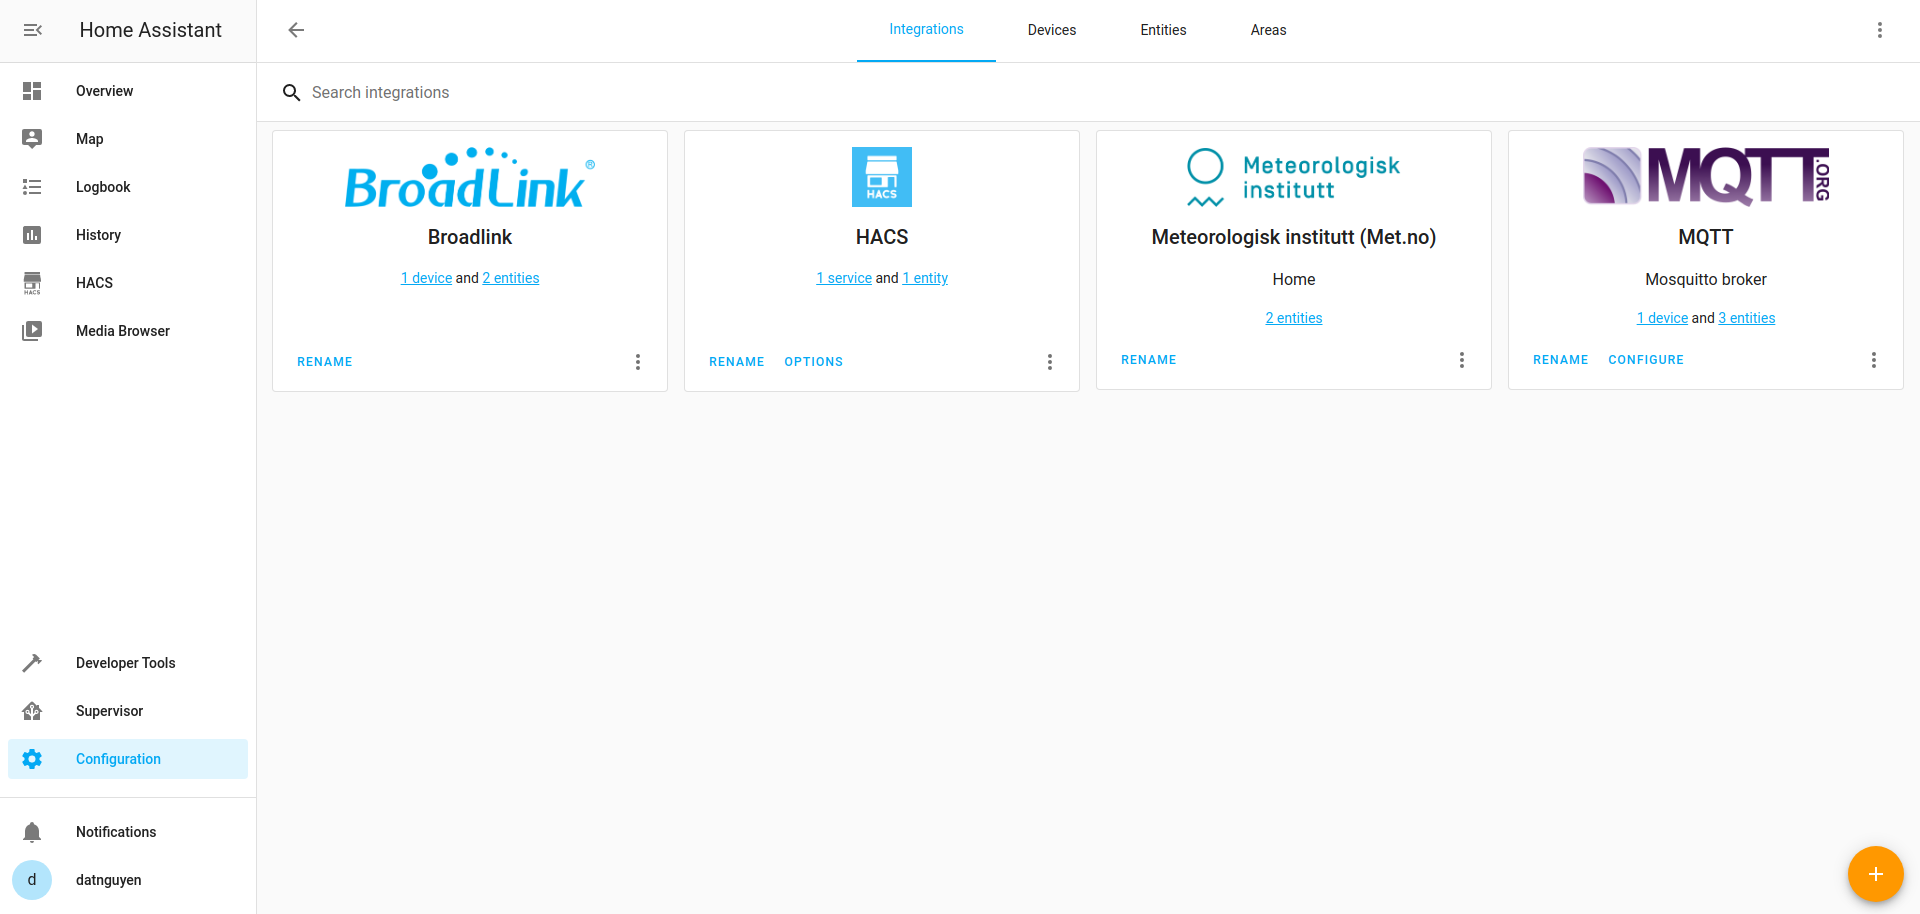 Home Assistant
Integrations
Devices
Entities
Areas
Search integrations
Overview
Map
Logbook
History
HACS
HACS
Media Browser
Developer Tools
Supervisor
Configuration
Notifications
d
datnguyen
BroadLink®
Broadlink
1 device and 2 entities
RENAME
HACS
HACS
1 service and 1 entity
RENAME OPTIONS
Meteorologisk
institutt
Meteorologisk institutt (Met.no)
Home
2 entities
RENAME
MQTT.ORG
MQTT
Mosquitto broker
1 device and 3 entities
RENAME CONFIGURE